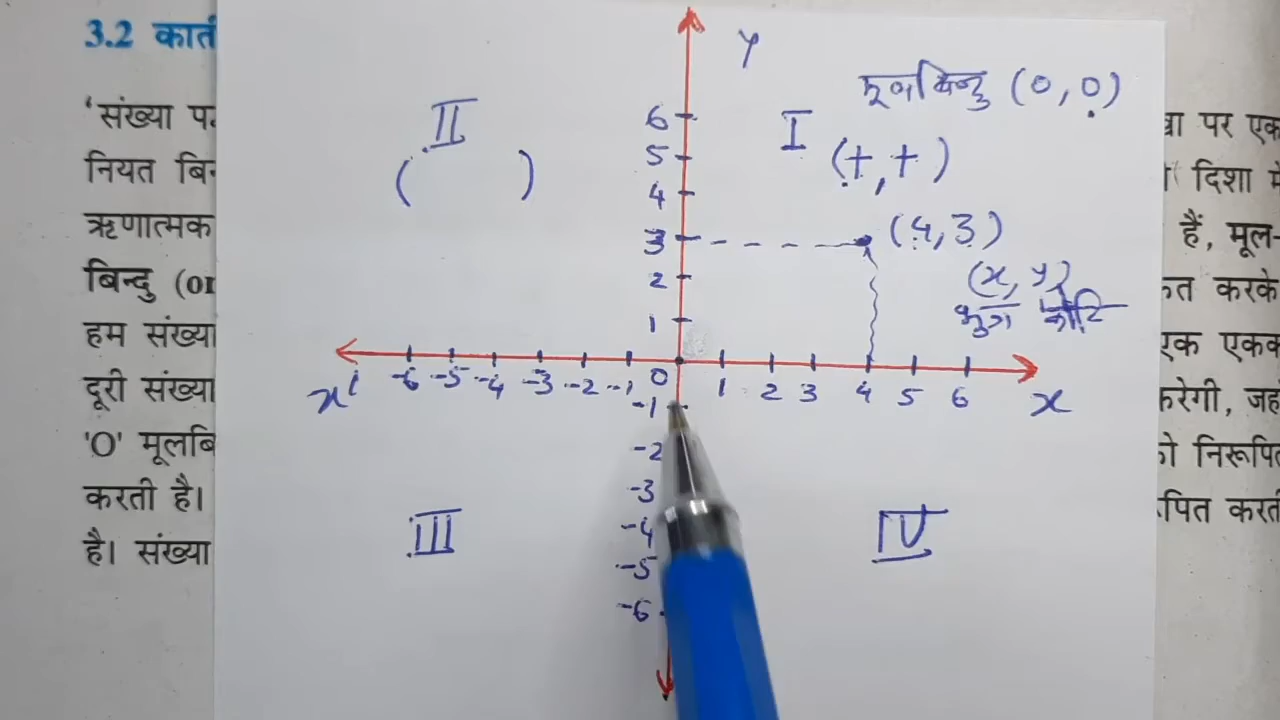 3.2 कार्त
'संख्या प
नियत बि
ऋणात्मक
बिन्दु (or
हम संख्या
दूरी संख्या
'O' मूलबि
करती है।
है। संख्या
y
मूलबिन्दु (0,0)
II
I
( )
(+,+)
(4,3)
(x, y)
भुज कोटि
6
5
4
3
2
1
x' -6 -5 -4 -3 -2 -1 0 1 2 3 4 5 6 x
-1
-2
-3
-4
-5
-6
III
IV
पर एक
दिशा में
हैं, मूल-
करके
एक एकक
करेगी, जहाँ
को निरूपित
करती